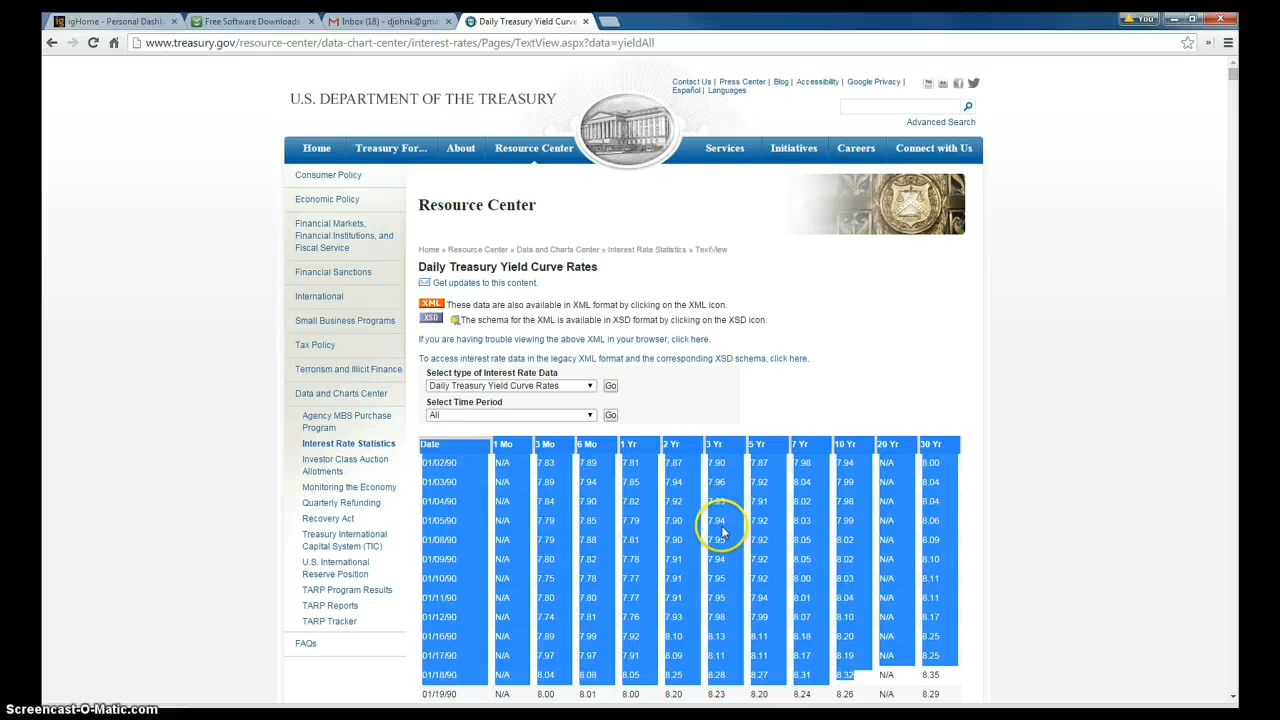 igHome - Personal Dashb
Free Software Downloads
Inbox (18) - djohnk@gma
Daily Treasury Yield Curve
You
www.treasury.gov/resource-center/data-chart-center/interest-rates/Pages/TextView.aspx?data=yieldAll
U.S. DEPARTMENT OF THE TREASURY
Contact Us | Press Center | Blog | Accessibility | Google Privacy |
Español | Languages
Advanced Search
Home Treasury For... About Resource Center Services Initiatives Careers Connect with Us
Consumer Policy
Economic Policy
Financial Markets,
Financial Institutions, and
Fiscal Service
Financial Sanctions
International
Small Business Programs
Tax Policy
Terrorism and Illicit Finance
Data and Charts Center
Agency MBS Purchase
Program
Interest Rate Statistics
Investor Class Auction
Allotments
Monitoring the Economy
Quarterly Refunding
Recovery Act
Treasury International
Capital System (TIC)
U.S. International
Reserve Position
TARP Program Results
TARP Reports
TARP Tracker
FAQs
Resource Center
Home » Resource Center » Data and Charts Center » Interest Rate Statistics » TextView
Daily Treasury Yield Curve Rates
Get updates to this content.
XML These data are also available in XML format by clicking on the XML icon.
XSD The schema for the XML is available in XSD format by clicking on the XSD icon.
If you are having trouble viewing the above XML in your browser, click here.
To access interest rate data in the legacy XML format and the corresponding XSD schema, click here.
Select type of Interest Rate Data
Daily Treasury Yield Curve Rates Go
Select Time Period
All Go
Date 1 Mo 3 Mo 6 Mo 1 Yr 2 Yr 3 Yr 5 Yr 7 Yr 10 Yr 20 Yr 30 Yr
01/02/90 N/A 7.83 7.89 7.81 7.87 7.90 7.87 7.98 7.94 N/A 8.00
01/03/90 N/A 7.89 7.94 7.85 7.94 7.96 7.92 8.04 7.99 N/A 8.04
01/04/90 N/A 7.84 7.90 7.82 7.92 7.93 7.91 8.02 7.98 N/A 8.04
01/05/90 N/A 7.79 7.85 7.79 7.90 7.94 7.92 8.03 7.99 N/A 8.06
01/08/90 N/A 7.79 7.88 7.81 7.90 7.95 7.92 8.05 8.02 N/A 8.09
01/09/90 N/A 7.80 7.82 7.78 7.91 7.94 7.92 8.05 8.02 N/A 8.10
01/10/90 N/A 7.75 7.78 7.77 7.91 7.95 7.92 8.00 8.03 N/A 8.11
01/11/90 N/A 7.80 7.80 7.77 7.91 7.95 7.94 8.01 8.04 N/A 8.11
01/12/90 N/A 7.74 7.81 7.76 7.93 7.98 7.99 8.07 8.10 N/A 8.17
01/16/90 N/A 7.89 7.99 7.92 8.10 8.13 8.11 8.18 8.20 N/A 8.25
01/17/90 N/A 7.97 7.97 7.91 8.09 8.11 8.11 8.17 8.19 N/A 8.25
01/18/90 N/A 8.04 8.08 8.05 8.25 8.28 8.27 8.31 8.32 N/A 8.35
01/19/90 N/A 8.00 8.01 8.00 8.20 8.23 8.20 8.24 8.26 N/A 8.29
Screencast-O-Matic.com